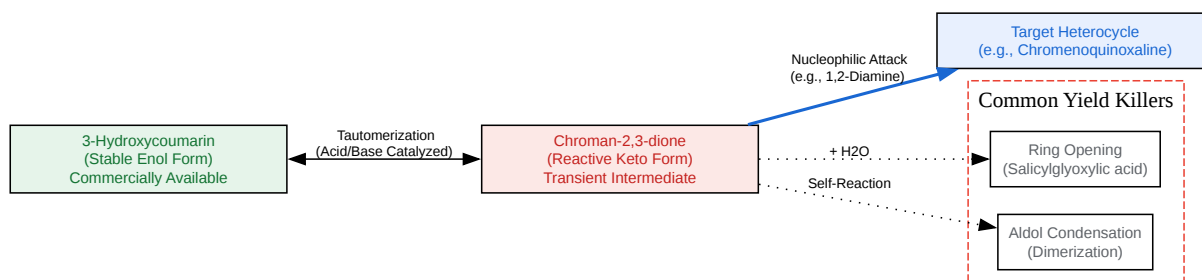 3-Hydroxycoumarin
(Stable Enol Form)
Commercially Available
Tautomerization
(Acid/Base Catalyzed)
Chroman-2,3-dione
(Reactive Keto Form)
Transient Intermediate
Nucleophilic Attack
(e.g., 1,2-Diamine)
Target Heterocycle
(e.g., Chromenoquinoxaline)
Common Yield Killers
+ H2O
Ring Opening
(Salicylglyoxylic acid)
Self-Reaction
Aldol Condensation
(Dimerization)